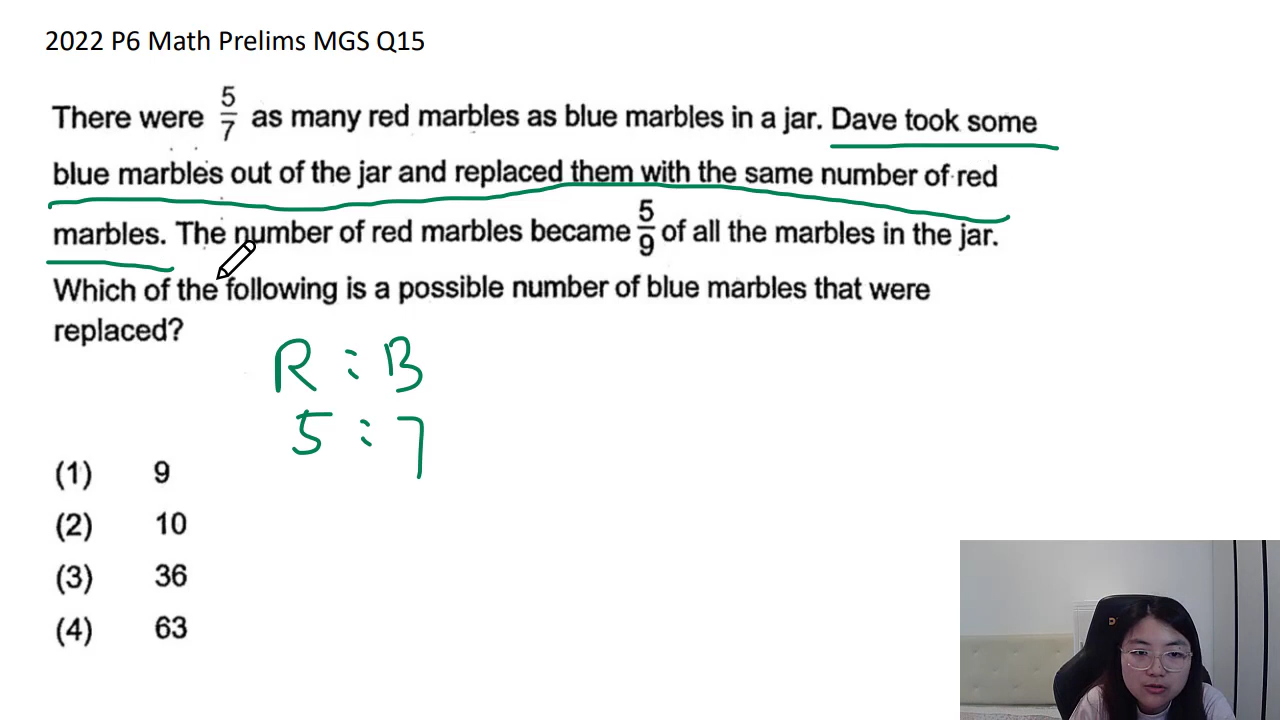 2022 P6 Math Prelims MGS Q15
There were 5/7 as many red marbles as blue marbles in a jar. Dave took some
blue marbles out of the jar and replaced them with the same number of red
marbles. The number of red marbles became 5/9 of all the marbles in the jar.
Which of the following is a possible number of blue marbles that were
replaced?
R : B
5 : 7
(1) 9
(2) 10
(3) 36
(4) 63